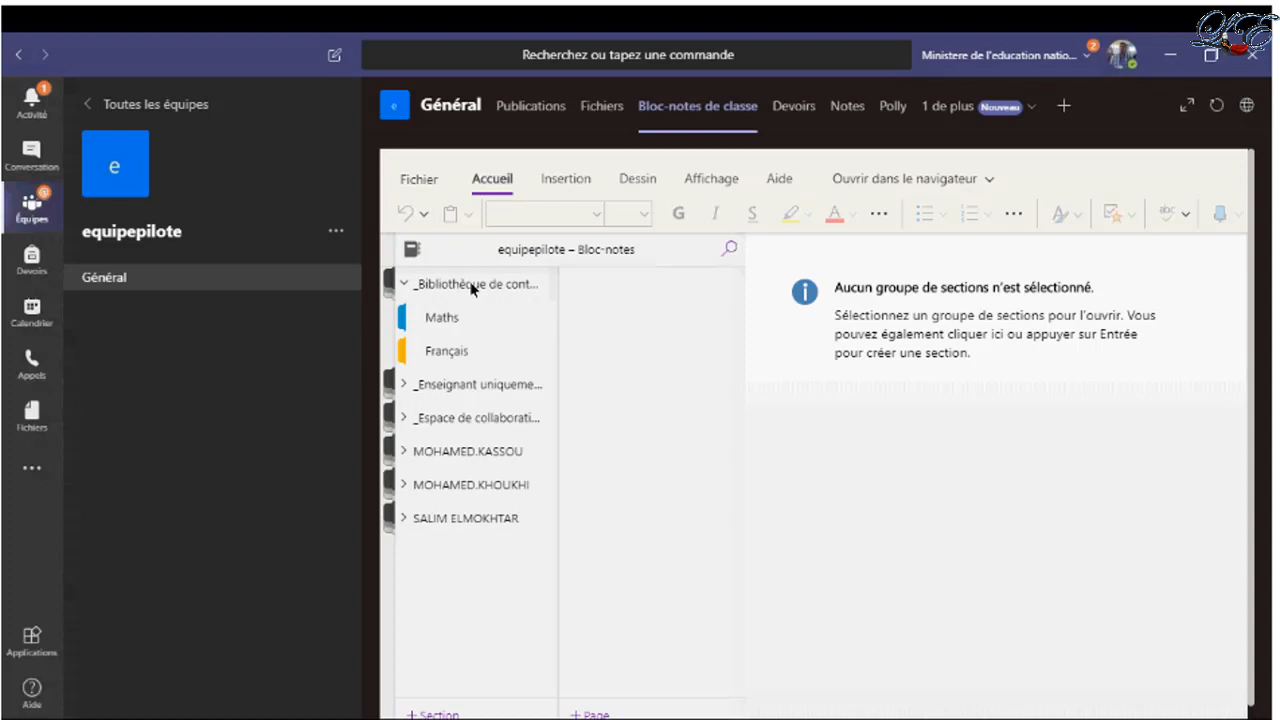 Recherchez ou tapez une commande
Ministere de l'education natio...
2
1
Activité
Conversation
@
Équipes
Devoirs
Calendrier
Appels
Fichiers
Applications
Aide
Toutes les équipes
e
equipepilote
Général
e
Général
Publications
Fichiers
Bloc-notes de classe
Devoirs
Notes
Polly
1 de plus
Nouveau
Fichier
Accueil
Insertion
Dessin
Affichage
Aide
Ouvrir dans le navigateur
G
I
S
A
abc
equipepilote – Bloc-notes
_Bibliothèque de cont...
Maths
Français
_Enseignant uniqueme...
_Espace de collaborati...
MOHAMED.KASSOU
MOHAMED.KHOUKHI
SALIM ELMOKHTAR
+ Section
+ Page
Aucun groupe de sections n'est sélectionné.
Sélectionnez un groupe de sections pour l'ouvrir. Vous
pouvez également cliquer ici ou appuyer sur Entrée
pour créer une section.